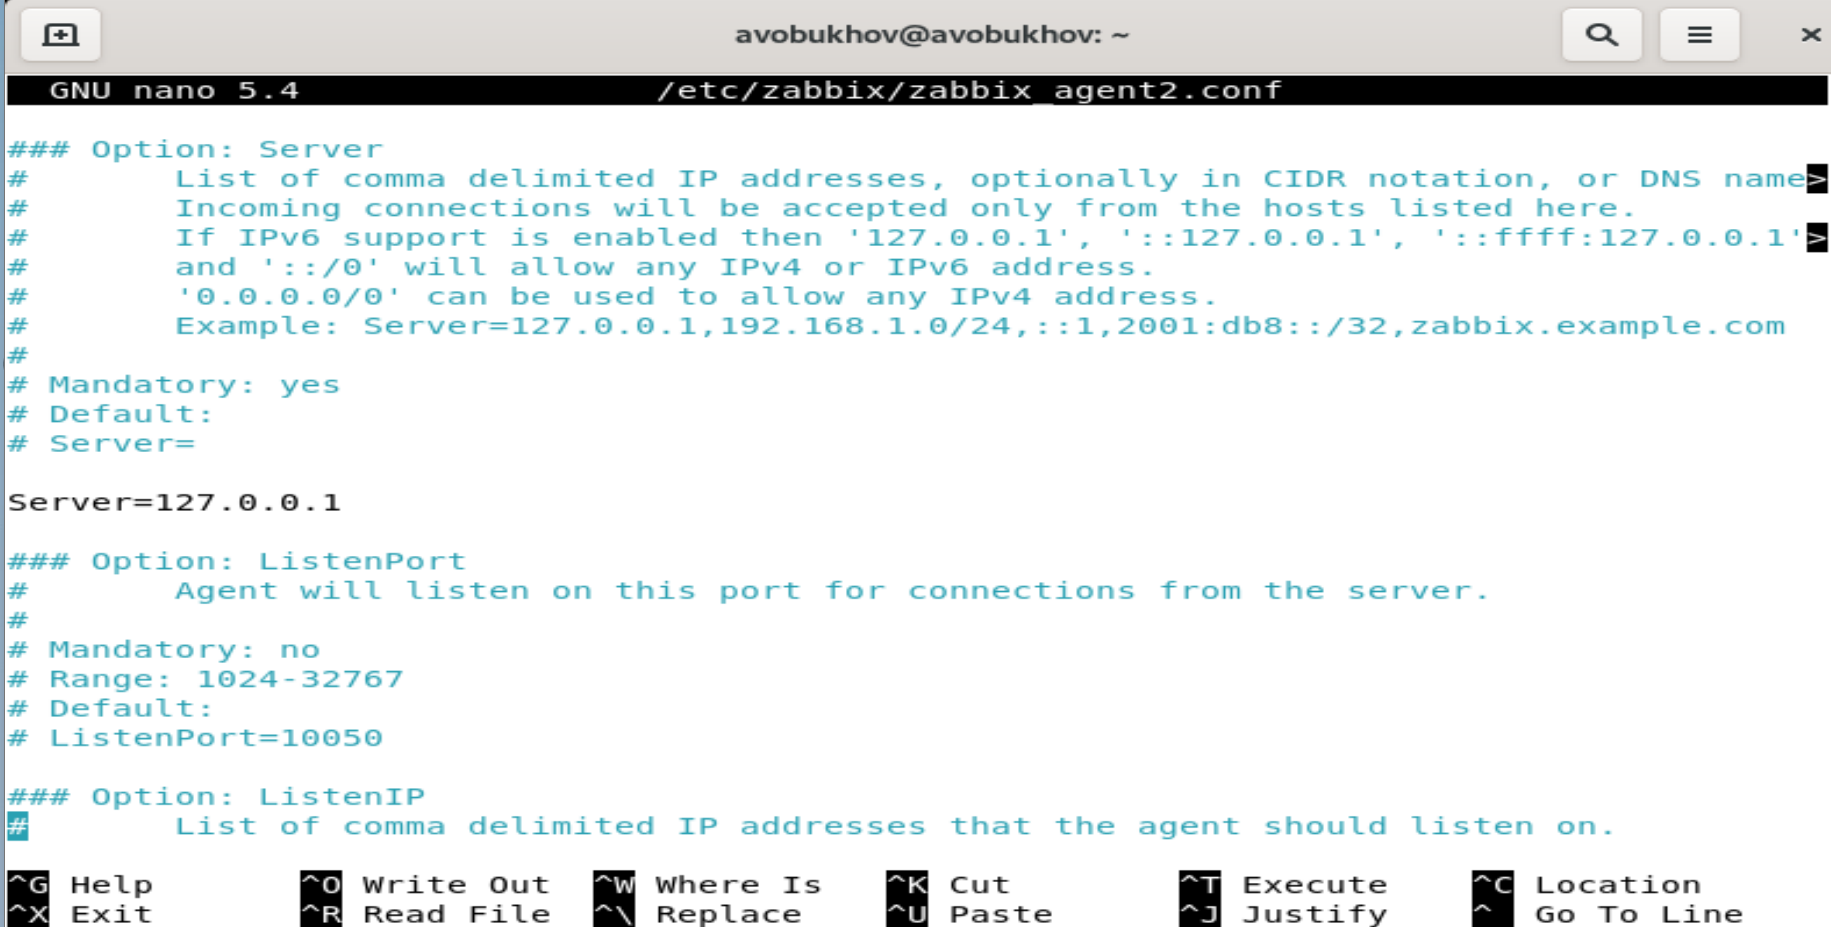 avobukhov@avobukhov: ~
GNU nano 5.4 /etc/zabbix/zabbix_agent2.conf
### Option: Server
# List of comma delimited IP addresses, optionally in CIDR notation, or DNS name>
# Incoming connections will be accepted only from the hosts listed here.
# If IPv6 support is enabled then '127.0.0.1', '::127.0.0.1', '::ffff:127.0.0.1'>
# and '::/0' will allow any IPv4 or IPv6 address.
# '0.0.0.0/0' can be used to allow any IPv4 address.
# Example: Server=127.0.0.1,192.168.1.0/24,::1,2001:db8::/32,zabbix.example.com
#
# Mandatory: yes
# Default:
# Server=
Server=127.0.0.1
### Option: ListenPort
# Agent will listen on this port for connections from the server.
#
# Mandatory: no
# Range: 1024-32767
# Default:
# ListenPort=10050
### Option: ListenIP
# List of comma delimited IP addresses that the agent should listen on.
^G Help ^O Write Out ^W Where Is ^K Cut ^T Execute ^C Location
^X Exit ^R Read File ^\ Replace ^U Paste ^J Justify ^_ Go To Line